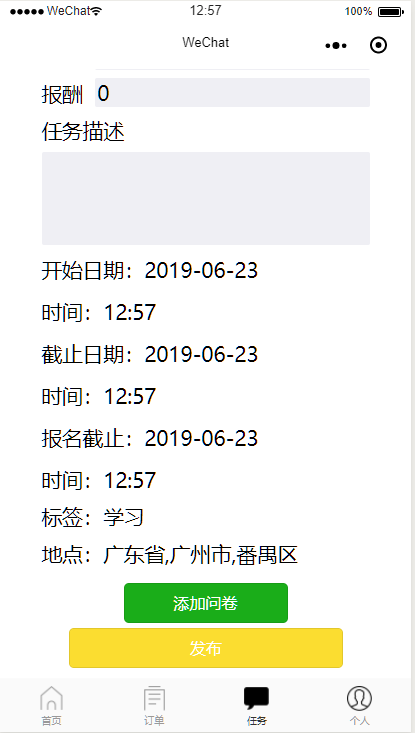 WeChat 12:57 100%
WeChat
报酬 0
任务描述
开始日期：2019-06-23
时间：12:57
截止日期：2019-06-23
时间：12:57
报名截止：2019-06-23
时间：12:57
标签：学习
地点：广东省,广州市,番禺区
添加问卷
发布
首页 订单 任务 个人